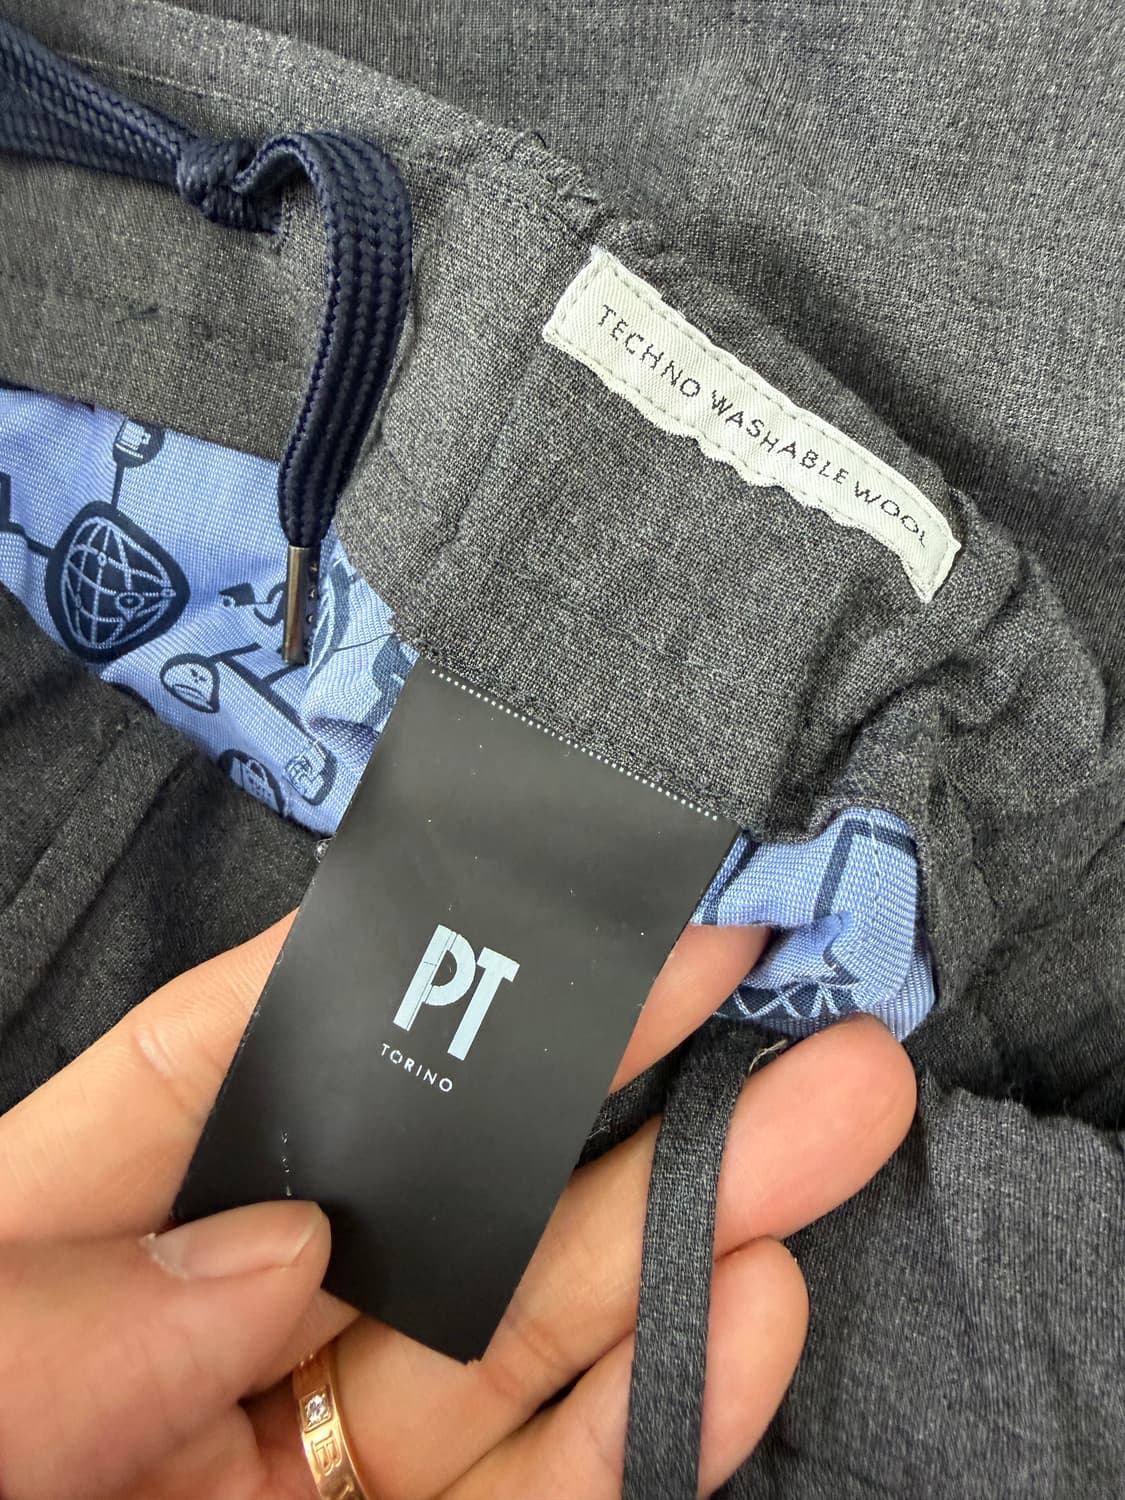 TECHNO WASHABLE WOOL
PT
TORINO
B